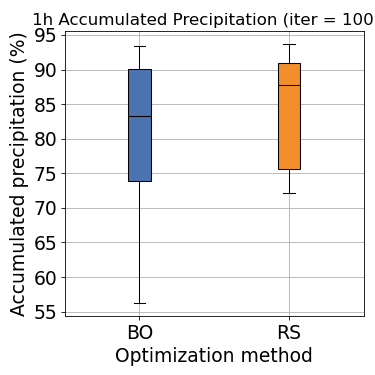 1h Accumulated Precipitation (iter = 100
Accumulated precipitation (%)
95
90
85
80
75
70
65
60
55
BO RS
Optimization method